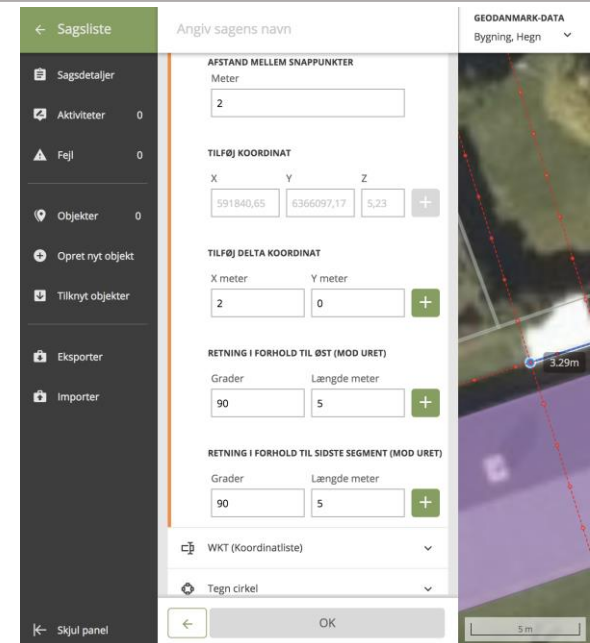 Sagsliste
Sagsdetaljer
Aktiviteter 0
Fejl 0
Objekter 0
Opret nyt objekt
Tilknyt objekter
Eksporter
Importer
Skjul panel
Angiv sagens navn
AFSTAND MELLEM SNAPPUNKTER
Meter
2
TILFØJ KOORDINAT
X Y Z
591840,65 6366097,17 5,23
TILFØJ DELTA KOORDINAT
X meter Y meter
2 0
RETNING I FORHOLD TIL ØST (MOD URET)
Grader Længde meter
90 5
RETNING I FORHOLD TIL SIDSTE SEGMENT (MOD URET)
Grader Længde meter
90 5
WKT (Koordinatliste)
Tegn cirkel
OK
GEODANMARK-DATA
Bygning, Hegn
3.29m
5 m